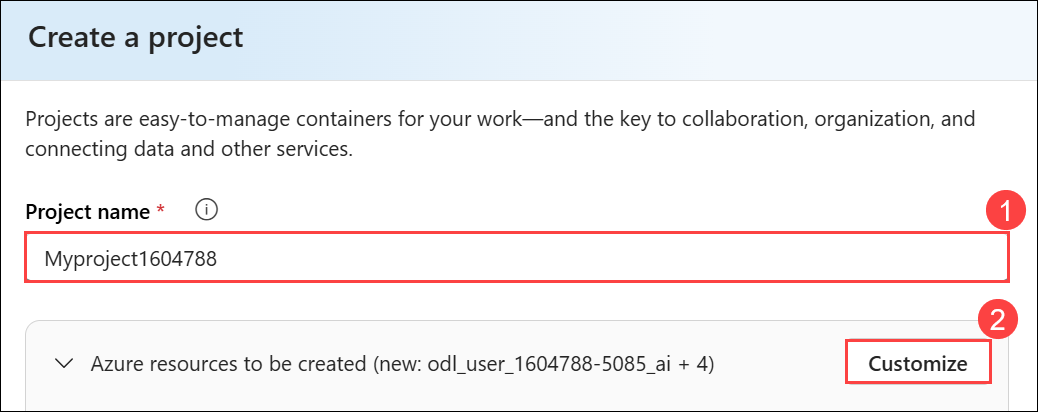 Create a project
Projects are easy-to-manage containers for your work—and the key to collaboration, organization, and
connecting data and other services.
Project name *
1
Myproject1604788
2
Azure resources to be created (new: odl_user_1604788-5085_ai + 4)
Customize